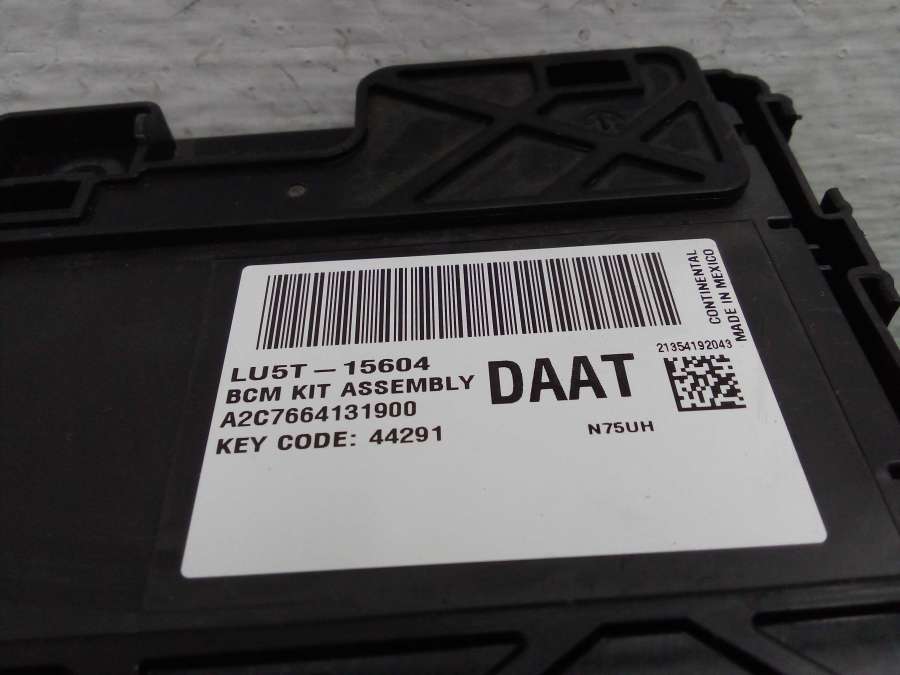 CONTINENTAL
MADE IN MEXICO
21354192043
LU5T-15604
BCM KIT ASSEMBLY
DAAT
A2C7664131900
KEY CODE: 44291
N75UH